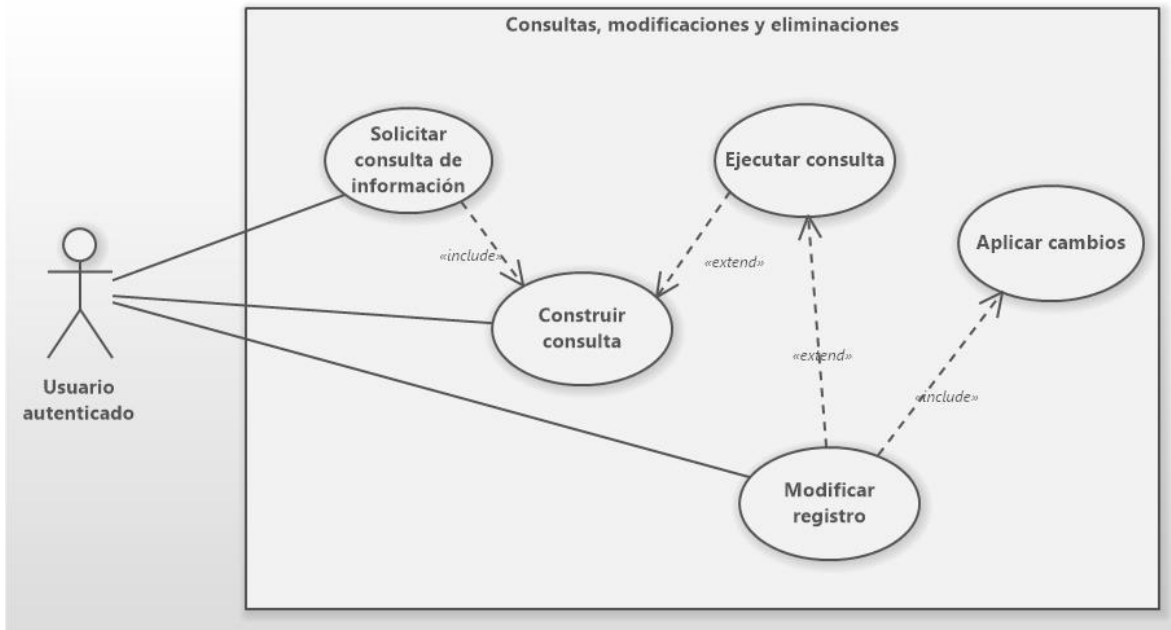 Consultas, modificaciones y eliminaciones
Solicitar
consulta de
información
Ejecutar consulta
Aplicar cambios
«include»
«extend»
Construir
consulta
«extend»
«include»
Usuario
autenticado
Modificar
registro